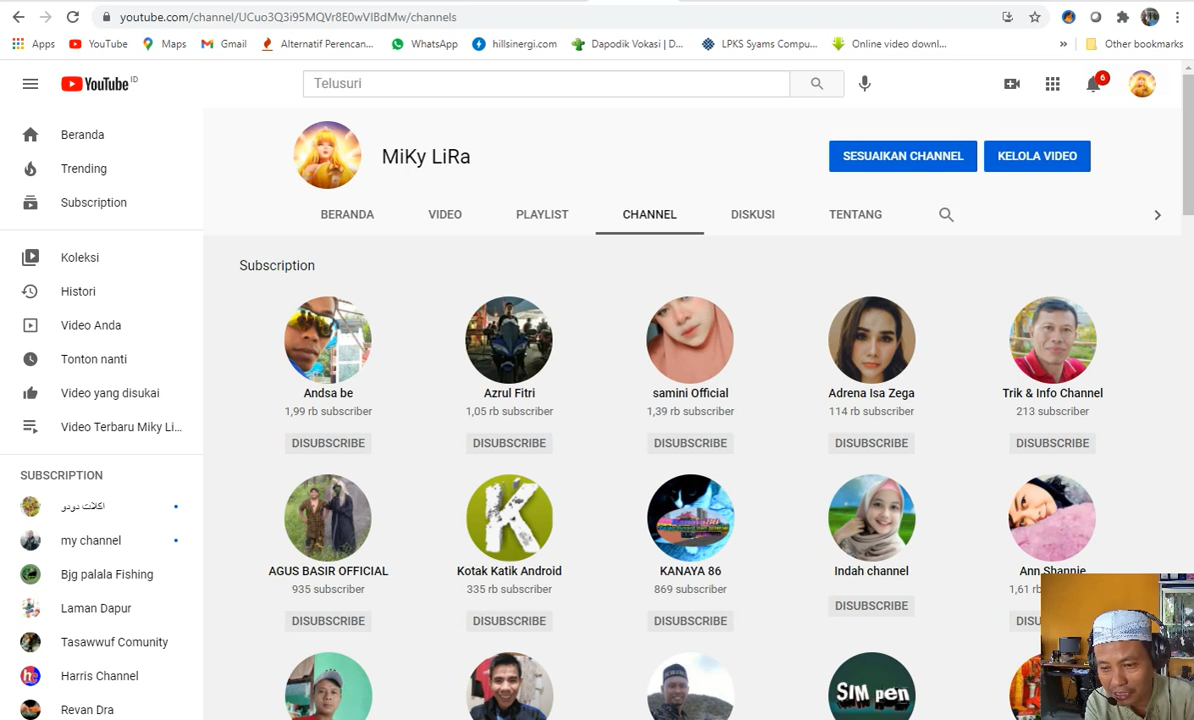 youtube.com/channel/UCuo3Q3i95MQVr8E0wVIBdMw/channels
Apps YouTube Maps Gmail Alternatif Perencan... WhatsApp hillsinergi.com Dapodik Vokasi | D... LPKS Syams Compu... Online video downl... » Other bookmarks
YouTube ID
Telusuri
6
Beranda
Trending
Subscription
Koleksi
Histori
Video Anda
Tonton nanti
Video yang disukai
Video Terbaru Miky Li...
SUBSCRIPTION
اكلات دودو
my channel
Bjg palala Fishing
Laman Dapur
Tasawwuf Comunity
Harris Channel
Revan Dra
MiKy LiRa
SESUAIKAN CHANNEL KELOLA VIDEO
BERANDA VIDEO PLAYLIST CHANNEL DISKUSI TENTANG
Subscription
Andsa be Azrul Fitri samini Official Adrena Isa Zega Trik & Info Channel
1,99 rb subscriber 1,05 rb subscriber 1,39 rb subscriber 114 rb subscriber 213 subscriber
DISUBSCRIBE DISUBSCRIBE DISUBSCRIBE DISUBSCRIBE DISUBSCRIBE
K
AGUS BASIR OFFICIAL Kotak Katik Android KANAYA 86 Indah channel Ann Shannie
935 subscriber 335 rb subscriber 869 subscriber 1,61
DISUBSCRIBE DISUBSCRIBE DISUBSCRIBE DISUBSCRIBE DISU
SIM pen